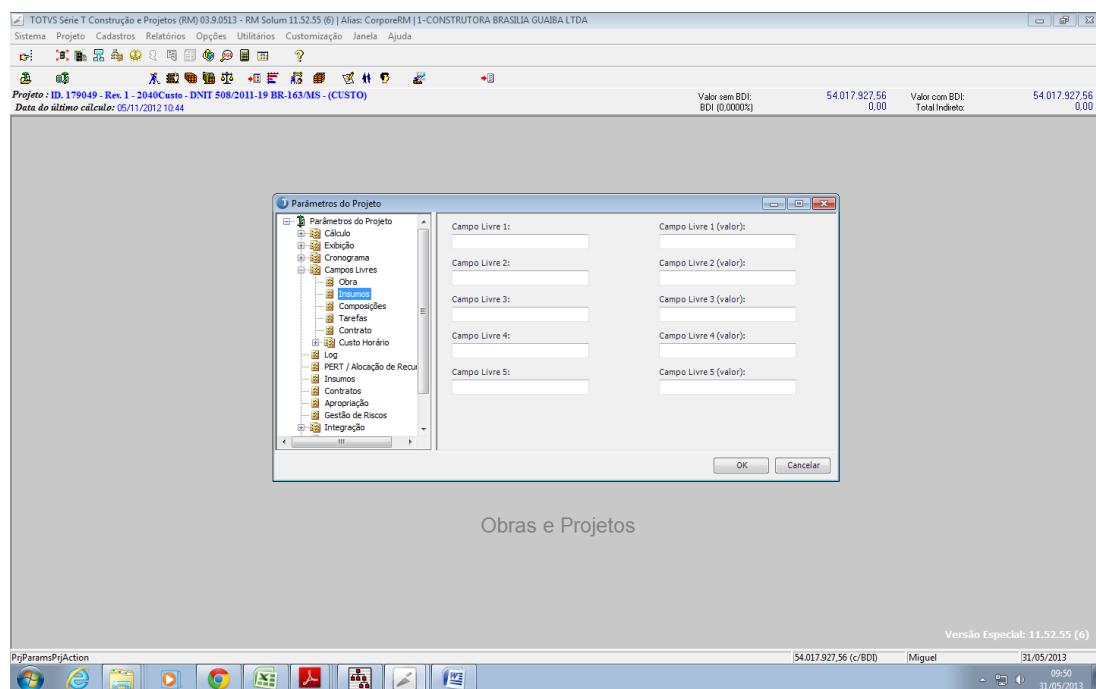 TOTVS Série T Construção e Projetos (RM) 03.9.0513 - RM Solum 11.52.55 (6) | Alias: CorporeRM | 1-CONSTRUTORA BRASILIA GUAIBA LTDA
Sistema Projeto Cadastros Relatórios Opções Utilitários Customização Janela Ajuda
Projeto : ID. 179049 - Rev. 1 - 2040Custo - DNIT 508/2011-19 BR-163/MS - (CUSTO)
Valor sem BDI: 54.017.927,56 Valor com BDI: 54.017.927,56
Data do último cálculo: 05/11/2012 10:44
BDI (0,0000%) 0,00 Total Indireto: 0,00
Parâmetros do Projeto
Parâmetros do Projeto
Cálculo
Exibição
Cronograma
Campos Livres
Obra
Insumos
Composições
Tarefas
Contrato
Custo Horário
Log
PERT / Alocação de Recur
Insumos
Contratos
Apropriação
Gestão de Riscos
Integração
Campo Livre 1: Campo Livre 1 (valor):
Campo Livre 2: Campo Livre 2 (valor):
Campo Livre 3: Campo Livre 3 (valor):
Campo Livre 4: Campo Livre 4 (valor):
Campo Livre 5: Campo Livre 5 (valor):
OK Cancelar
Obras e Projetos
Versão Especial: 11.52.55 (6)
PrjParamsPrjAction 54.017.927,56 (c/BDI) Miguel 31/05/2013
09:50
31/05/2013